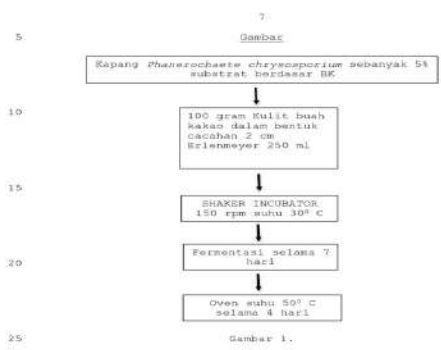 7
5 Gambar
Kapang Phanerochaete chrysosporium sebanyak 5%
substrat berdasar BK
10
100 gram Kulit buah
kakao dalam bentuk
cacahan 2 cm
Erlenmeyer 250 ml
15
SHAKER INCUBATOR
150 rpm suhu 30⁰ C
Fermentasi selama 7
20 hari
Oven suhu 50⁰ C
selama 4 hari
25 Gambar 1.